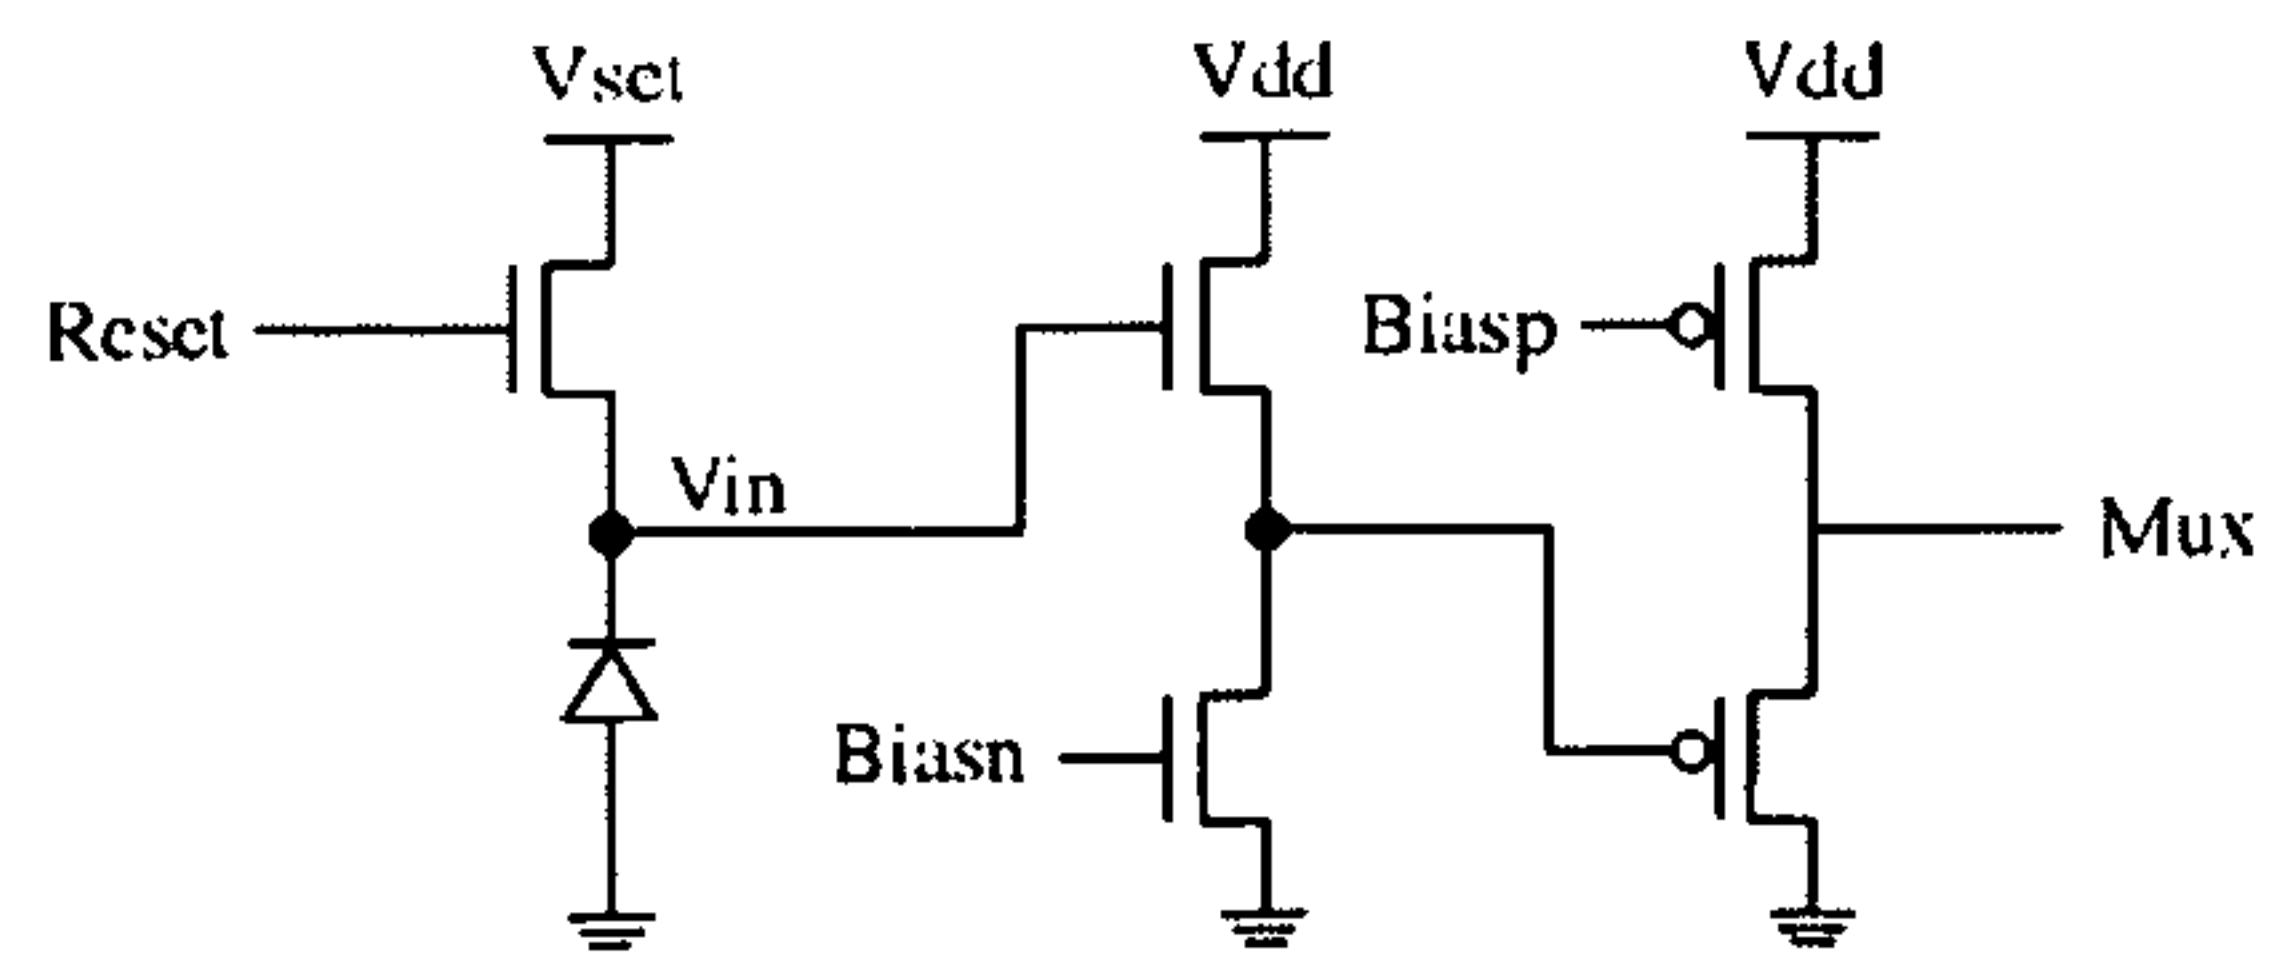 Vset
Vdd
Vdd
Reset
Biasp
Vin
Mux
Biasn